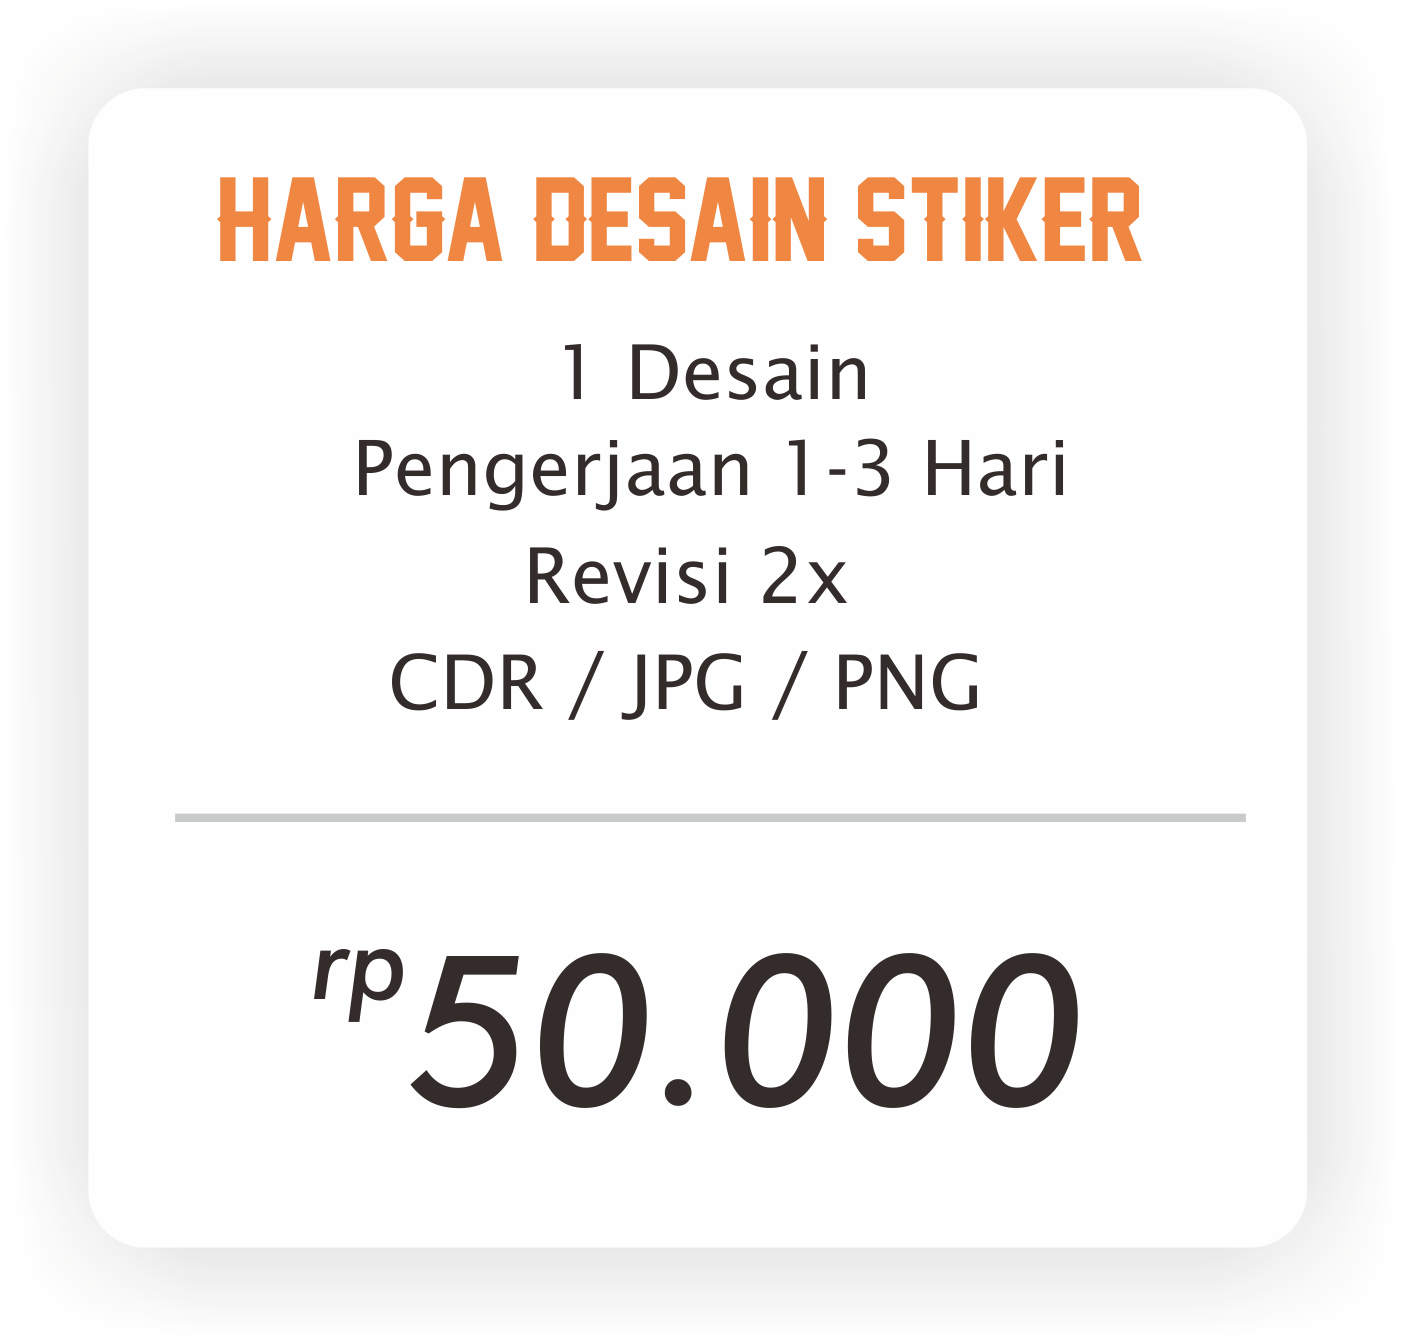 HARGA DESAIN STIKER
1 Desain
Pengerjaan 1-3 Hari
Revisi 2x
CDR / JPG / PNG
rp50.000